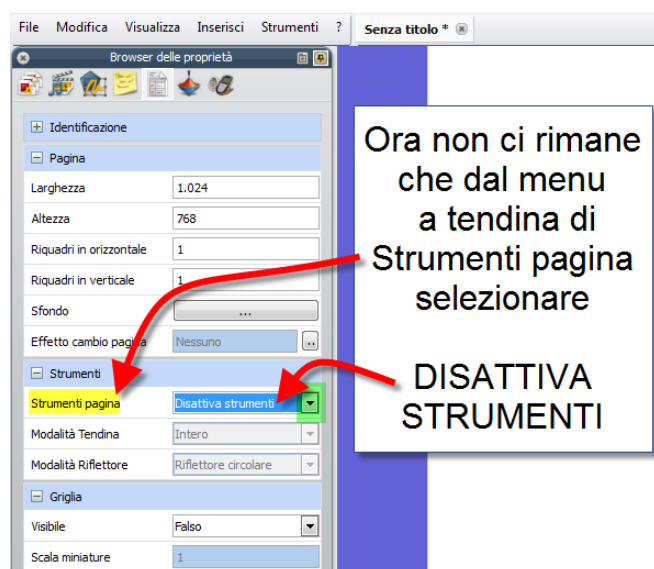 File Modifica Visualizza Inserisci Strumenti ? Senza titolo *
Browser delle proprietà
Identificazione
Pagina
Larghezza 1.024
Altezza 768
Riquadri in orizzontale 1
Riquadri in verticale 1
Sfondo ...
Effetto cambio pagina Nessuno ..
Strumenti
Strumenti pagina Disattiva strumenti
Modalità Tendina Intero
Modalità Riflettore Riflettore circolare
Griglia
Visibile Falso
Scala miniature 1
Ora non ci rimane
che dal menu
a tendina di
Strumenti pagina
selezionare
DISATTIVA
STRUMENTI